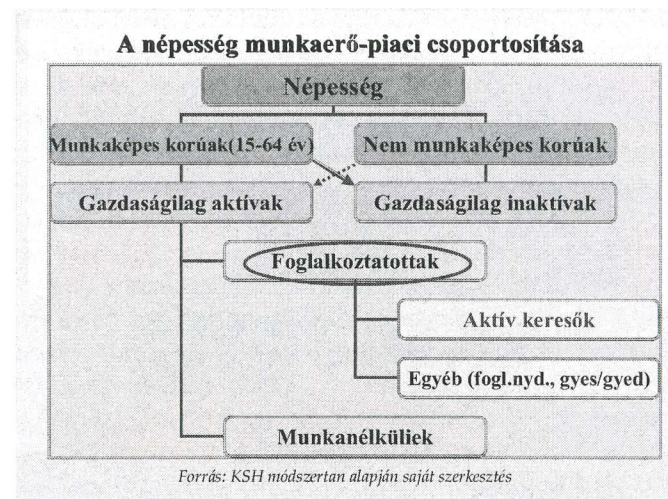 A népesség munkaerő-piaci csoportosítása
Népesség
Munkaképes korúak(15-64 év)
Nem munkaképes korúak
Gazdaságilag aktívak
Gazdaságilag inaktívak
Foglalkoztatottak
Aktív keresők
Egyéb (fogl.nyd., gyes/gyed)
Munkanélküliek
Forrás: KSH módszertan alapján saját szerkesztés